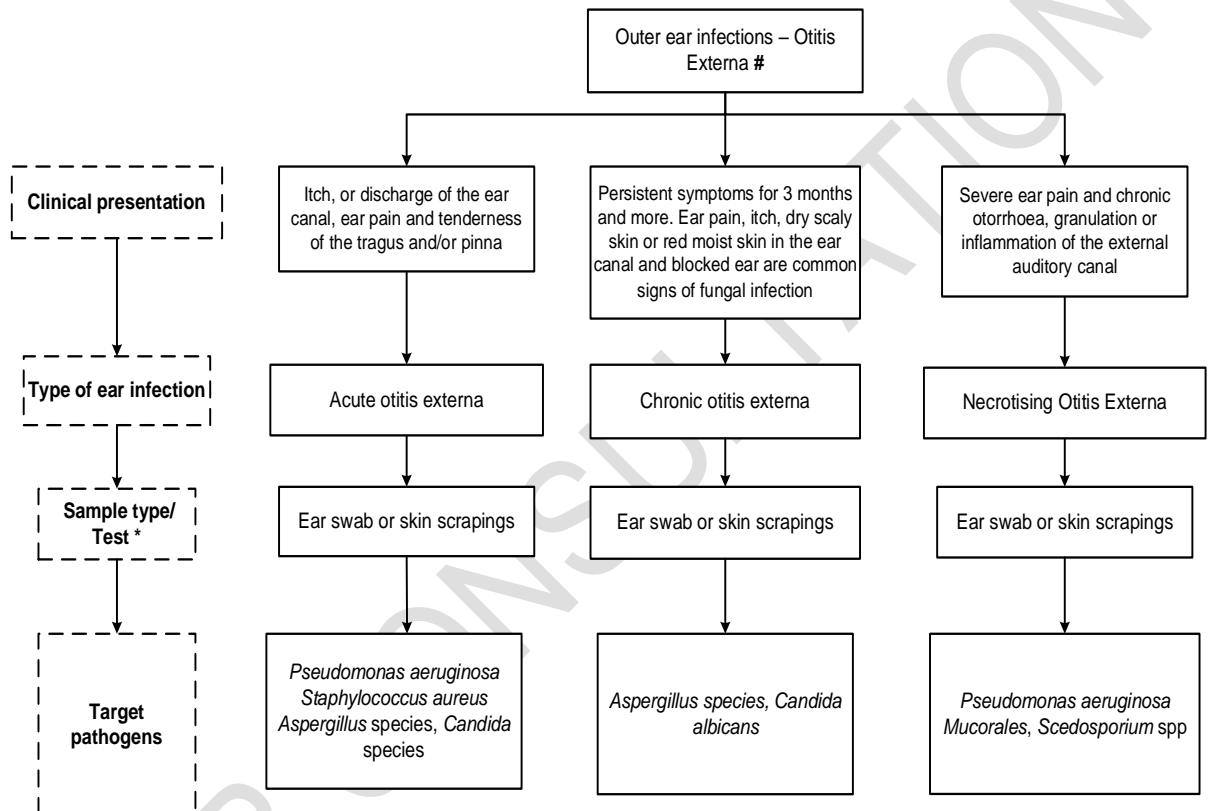 Outer ear infections – Otitis
Externa #
Clinical presentation
Itch, or discharge of the ear
canal, ear pain and tenderness
of the tragus and/or pinna
Persistent symptoms for 3 months
and more. Ear pain, itch, dry scaly
skin or red moist skin in the ear
canal and blocked ear are common
signs of fungal infection
Severe ear pain and chronic
otorrhoea, granulation or
inflammation of the external
auditory canal
Type of ear infection
Acute otitis externa
Chronic otitis externa
Necrotising Otitis Externa
Sample type/
Test *
Ear swab or skin scrapings
Ear swab or skin scrapings
Ear swab or skin scrapings
Target
pathogens
Pseudomonas aeruginosa
Staphylococcus aureus
Aspergillus species, Candida
species
Aspergillus species, Candida
albicans
Pseudomonas aeruginosa
Mucorales, Scedosporium spp
CONSULTATION